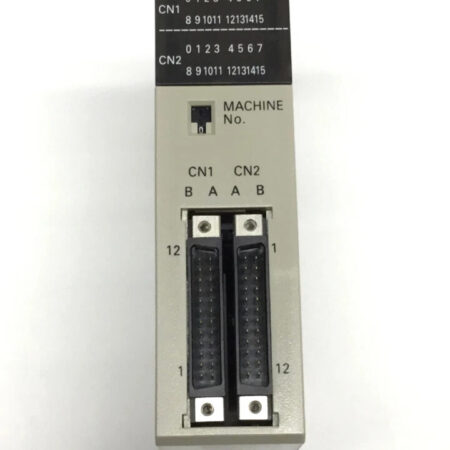 CN1
8 9 10 11 12 13 14 15
0 1 2 3 4 5 6 7
CN2
8 9 10 11 12 13 14 15
MACHINE
No.
0
CN1 CN2
B A A B
12 1
1 12